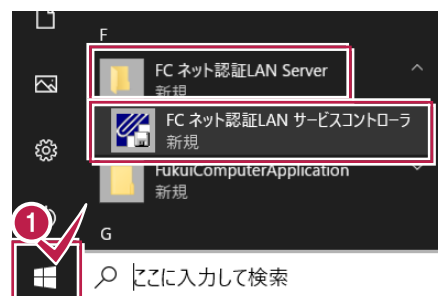 F
FC ネット認証LAN Server
新規
FC ネット認証LAN サービスコントローラ
新規
FukuiComputerApplication
新規
1
G
ここに入力して検索